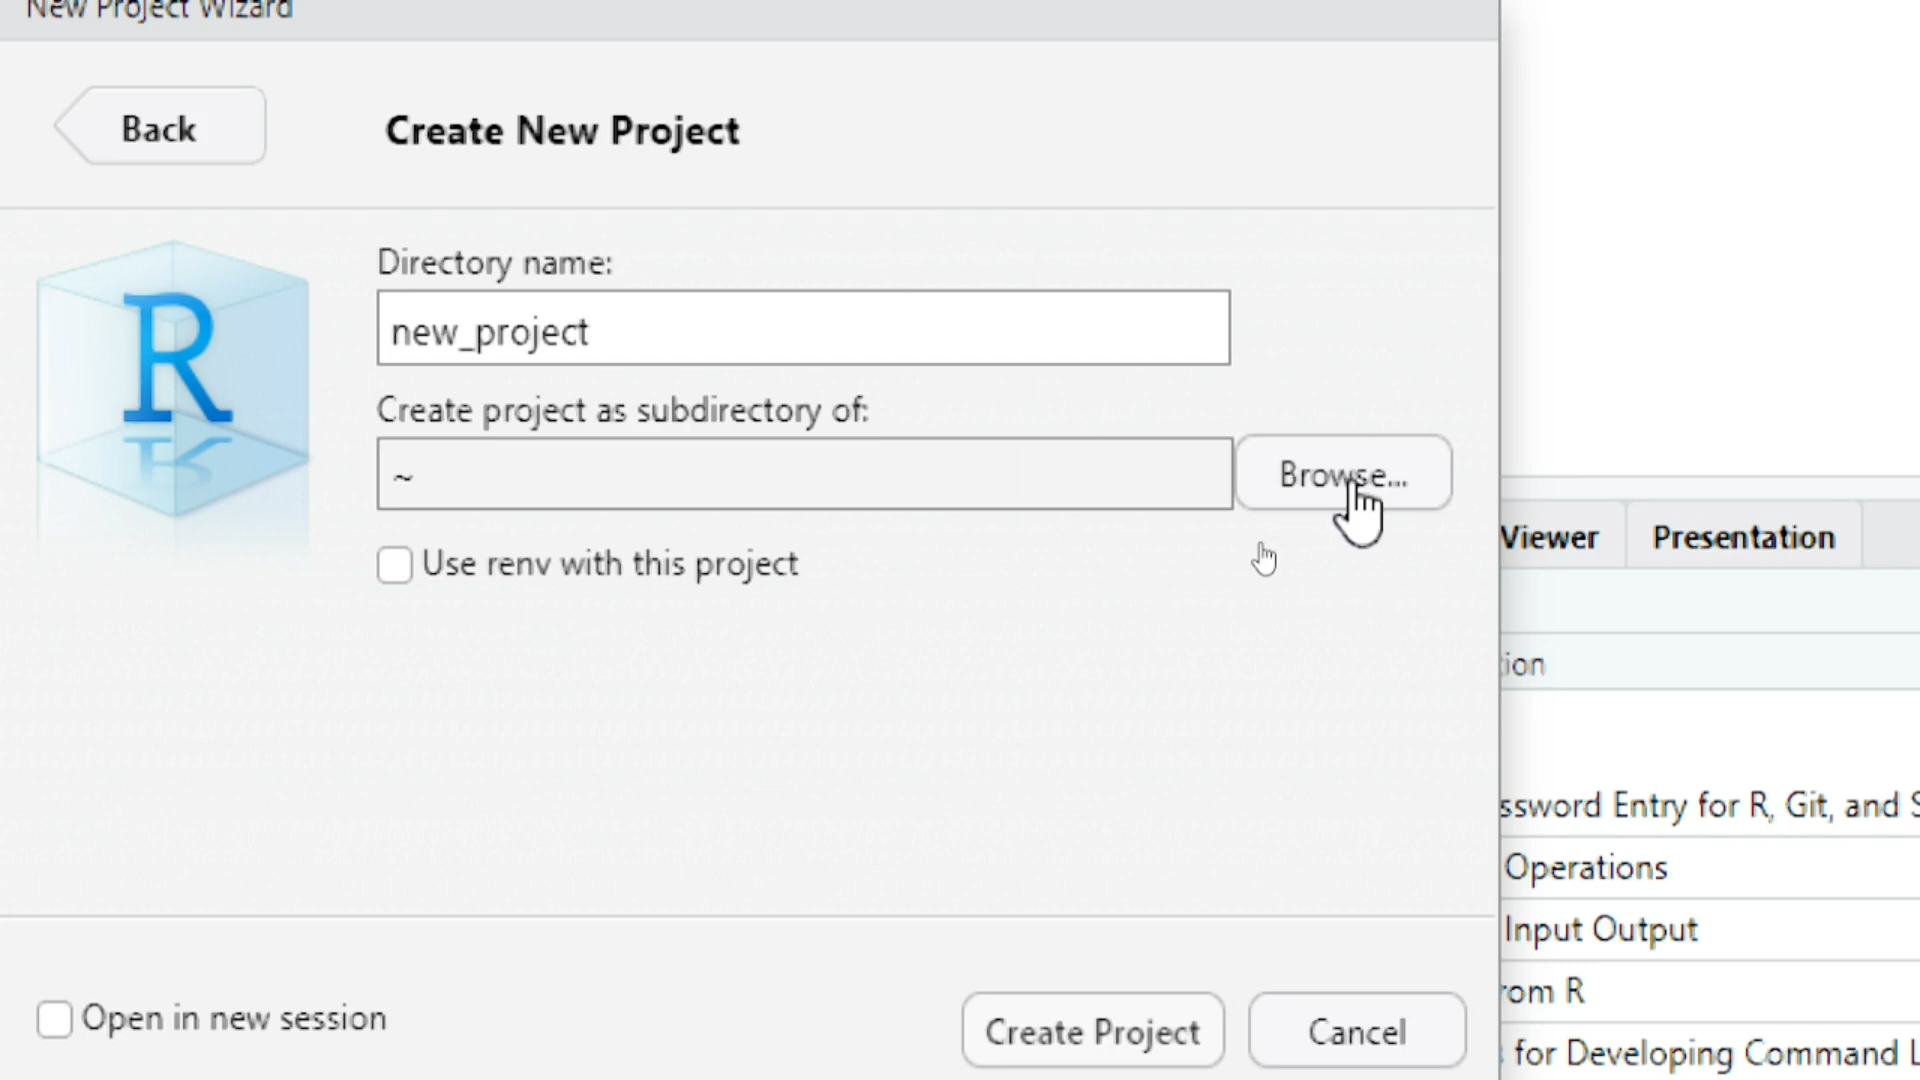 New Project Wizard
Back
Create New Project
R
Directory name:
new_project
Create project as subdirectory of:
~
Browse...
Use renv with this project
Viewer
Presentation
ion
ssword Entry for R, Git, and S
Operations
Input Output
rom R
for Developing Command L
Open in new session
Create Project
Cancel